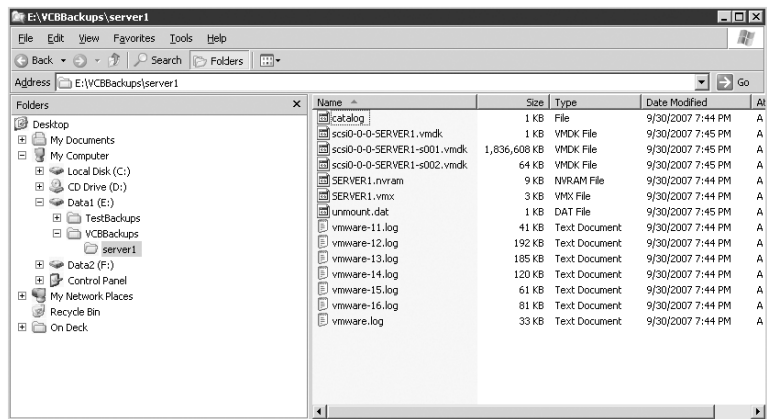 E:\VCBBackups\server1
File Edit View Favorites Tools Help
Back Search Folders
Address E:\VCBBackups\server1 Go
Folders
Desktop
My Documents
My Computer
Local Disk (C:)
CD Drive (D:)
Data1 (E:)
TestBackups
VCBBackups
server1
Data2 (F:)
Control Panel
My Network Places
Recycle Bin
On Deck
Name Size Type Date Modified At
catalog 1 KB File 9/30/2007 7:44 PM A
scsi0-0-0-SERVER1.vmdk 1 KB VMDK File 9/30/2007 7:45 PM A
scsi0-0-0-SERVER1-s001.vmdk 1,836,608 KB VMDK File 9/30/2007 7:45 PM A
scsi0-0-0-SERVER1-s002.vmdk 64 KB VMDK File 9/30/2007 7:45 PM A
SERVER1.nvram 9 KB NVRAM File 9/30/2007 7:44 PM A
SERVER1.vmx 3 KB VMX File 9/30/2007 7:44 PM A
unmount.dat 1 KB DAT File 9/30/2007 7:45 PM A
vmware-11.log 41 KB Text Document 9/30/2007 7:44 PM A
vmware-12.log 192 KB Text Document 9/30/2007 7:44 PM A
vmware-13.log 185 KB Text Document 9/30/2007 7:44 PM A
vmware-14.log 120 KB Text Document 9/30/2007 7:44 PM A
vmware-15.log 61 KB Text Document 9/30/2007 7:44 PM A
vmware-16.log 81 KB Text Document 9/30/2007 7:44 PM A
vmware.log 33 KB Text Document 9/30/2007 7:44 PM A